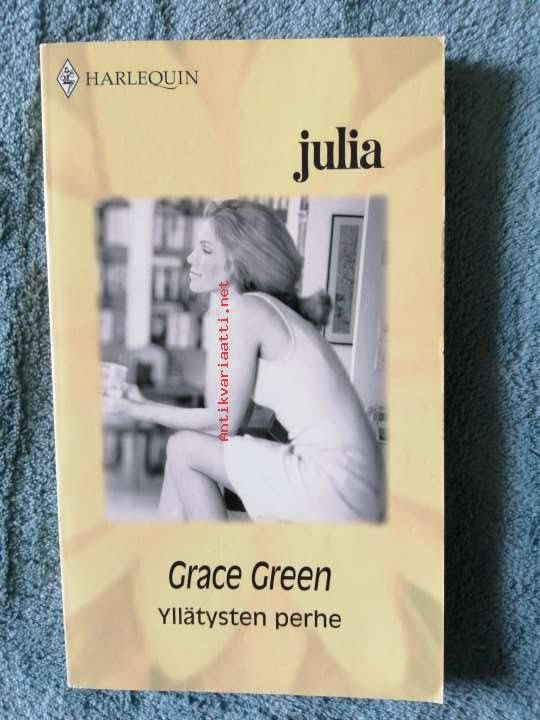 HARLEQUIN
julia
Antikvariaatti.net
Grace Green
Yllätysten perhe